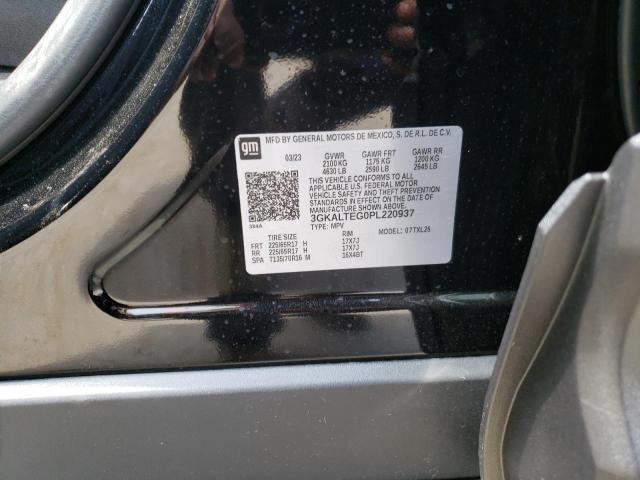 gm MFD BY GENERAL MOTORS DE MEXICO, S. DE R.L. DE C.V.
03/23 GVWR GAWR FRT GAWR RR
2100 KG 1175 KG 1200 KG
4630 LB 2590 LB 2645 LB
THIS VEHICLE CONFORMS TO ALL
APPLICABLE U.S. FEDERAL MOTOR
VEHICLE SAFETY AND THEFT PREVENTION
STANDARDS IN EFFECT ON THE DATE OF
MANUFACTURE SHOWN ABOVE.
384A 3GKALTEG0PL220937
TYPE: MPV
TIRE SIZE RIM MODEL: 07TXL26
FRT 225/65R17 H 17X7J
RR 225/65R17 H 17X7J
SPA T135/70R16 M 16X4BT